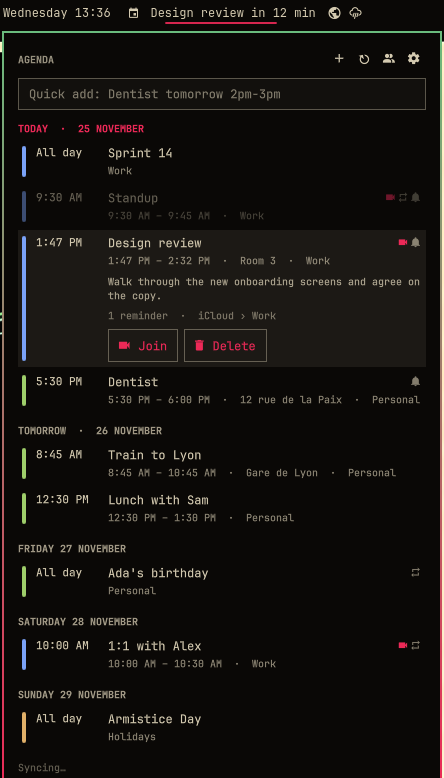 Wednesday 13:36 Design review in 12 min
AGENDA
Quick add: Dentist tomorrow 2pm-3pm
TODAY · 25 NOVEMBER
All day Sprint 14
Work
9:30 AM Standup
9:30 AM – 9:45 AM · Work
1:47 PM Design review
1:47 PM – 2:32 PM · Room 3 · Work
Walk through the new onboarding screens and agree on
the copy.
1 reminder · iCloud › Work
Join Delete
5:30 PM Dentist
5:30 PM – 6:00 PM · 12 rue de la Paix · Personal
TOMORROW · 26 NOVEMBER
8:45 AM Train to Lyon
8:45 AM – 10:45 AM · Gare de Lyon · Personal
12:30 PM Lunch with Sam
12:30 PM – 1:30 PM · Personal
FRIDAY 27 NOVEMBER
All day Ada's birthday
Personal
SATURDAY 28 NOVEMBER
10:00 AM 1:1 with Alex
10:00 AM – 10:30 AM · Work
SUNDAY 29 NOVEMBER
All day Armistice Day
Holidays
Syncing…